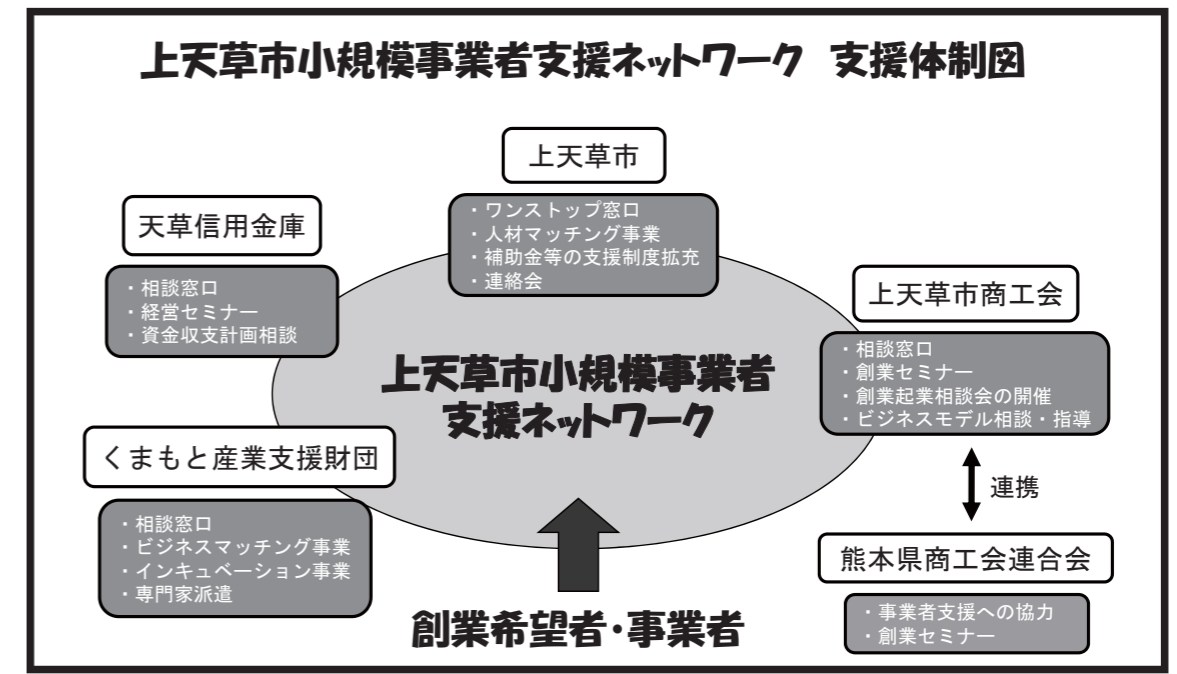 上天草市小規模事業者支援ネットワーク　支援体制図
上天草市
・ワンストップ窓口
・人材マッチング事業
・補助金等の支援制度拡充
・連絡会
天草信用金庫
・相談窓口
・経営セミナー
・資金収支計画相談
上天草市商工会
・相談窓口
・創業セミナー
・創業起業相談会の開催
・ビジネスモデル相談・指導
上天草市小規模事業者
支援ネットワーク
くまもと産業支援財団
・相談窓口
・ビジネスマッチング事業
・インキュベーション事業
・専門家派遣
連携
熊本県商工会連合会
・事業者支援への協力
・創業セミナー
創業希望者・事業者